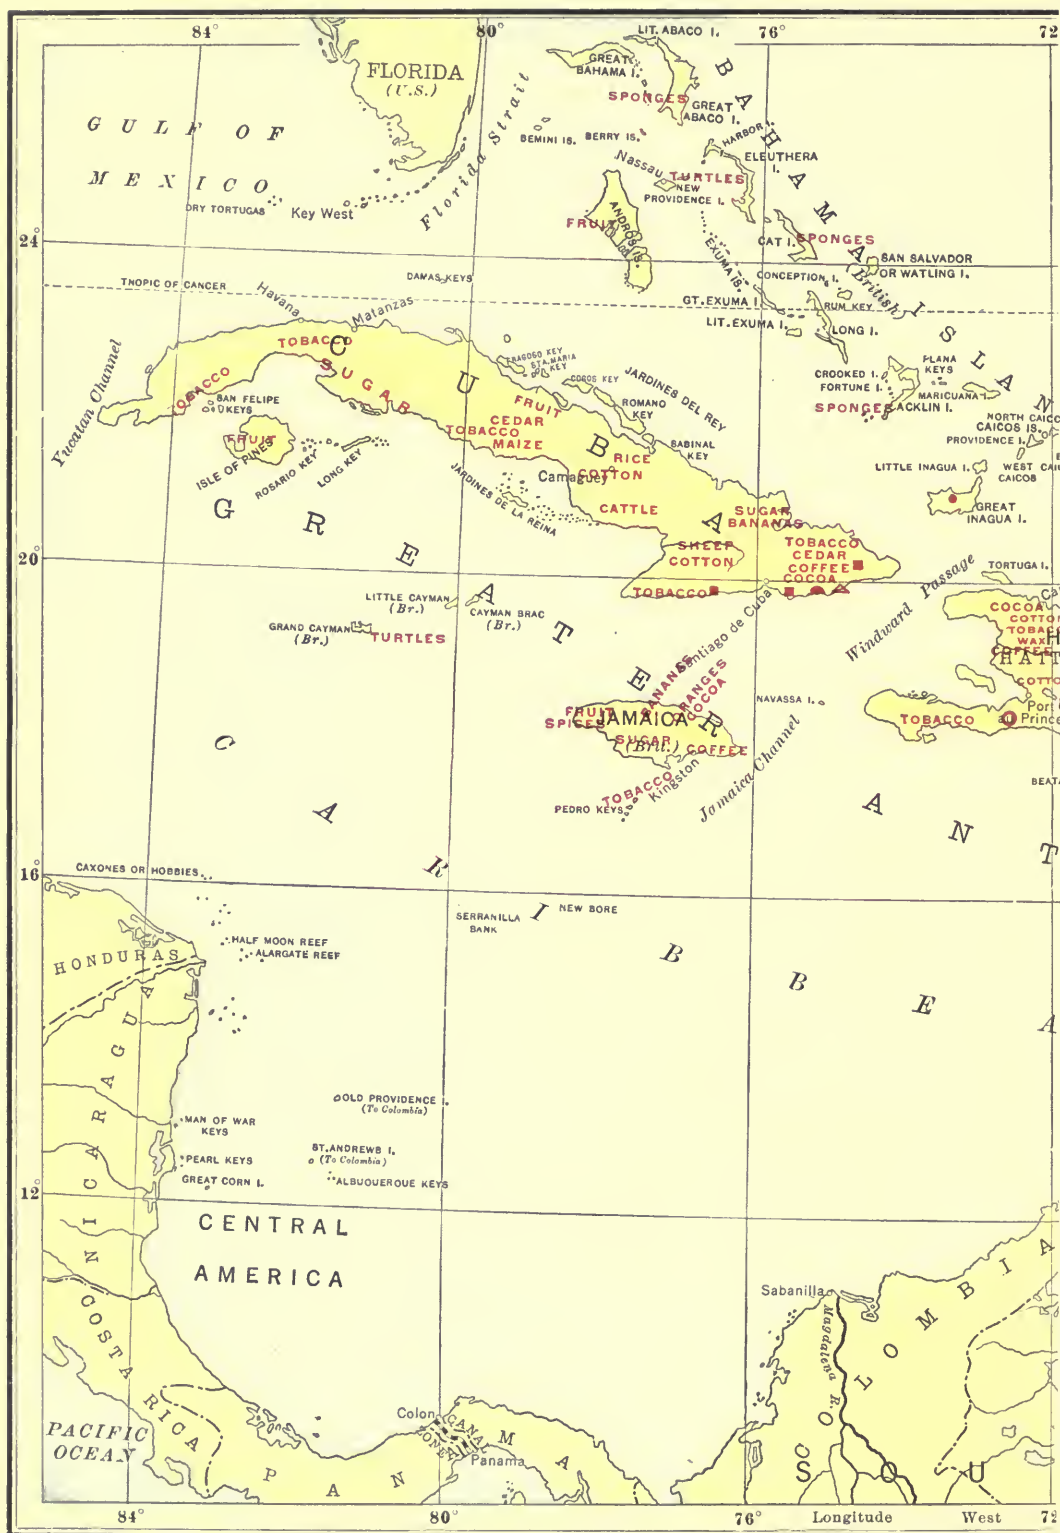 84°
80°
76°
72
LIT. ABACO I.
GREAT
BAHAMA I.
FLORIDA
(U.S.)
SPONGES
GREAT
ABACO I.
BAHAMA ISLAN
(British)
GULF OF
MEXICO
Florida Strait
BEMINI IS.
BERRY IS.
HARBOR I.
ELEUTHERA
I.
Nassau
TURTLES
NEW
PROVIDENCE I.
DRY TORTUGAS
Key West
FRUIT
ANDROS IS.
CAT I.
SPONGES
EXUMA IS.
24°
SAN SALVADOR
OR WATLING I.
CONCEPTION I.
DAMAS KEYS
TROPIC OF CANCER
GT. EXUMA I.
RUM KEY
LIT. EXUMA I.
LONG I.
Havana
Matanzas
TOBACCO
CUBA
SUGAR
FRAGOSO KEY
STA. MARIA
KEY
COCOS KEY
JARDINES DEL REY
ROMANO
KEY
SABINAL
KEY
CROOKED I.
FORTUNE I.
PLANA
KEYS
MARIGUANA I.
SPONGES
ACKLIN I.
NORTH CAICO
CAICOS IS.
PROVIDENCE I.
WEST CAI
CAICOS
LITTLE INAGUA I.
GREAT
INAGUA I.
Yucatan Channel
TOBACCO
SAN FELIPE
KEYS
FRUIT
ISLE OF PINES
ROSARIO KEY
LONG KEY
FRUIT
CEDAR
TOBACCO
MAIZE
RICE
COTTON
Camaguey
CATTLE
JARDINES DE LA REINA
SUGAR
BANANAS
SHEEP
COTTON
TOBACCO
CEDAR
COFFEE
COCOA
TOBACCO
20°
GREATER ANT
Santiago de Cuba
Windward Passage
TORTUGA I.
LITTLE CAYMAN
(Br.)
CAYMAN BRAC
(Br.)
GRAND CAYMAN
(Br.)
TURTLES
Ca
COCOA
COTTON
TOBAC
WAX
COFFEE
H
HAITI
COTTO
Port
au Prince
TOBACCO
NAVASSA I.
BANANAS
ORANGES
COCOA
FRUIT
SPICES
JAMAICA
(Brit.)
SUGAR
COFFEE
TOBACCO
Kingston
Jamaica Channel
PEDRO KEYS
BEATA
CARIBBEA
16°
CAXONES OR HOBBIES
SERRANILLA
BANK
NEW BORE
HALF MOON REEF
ALARGATE REEF
HONDURAS
NICARAGUA
OLD PROVIDENCE I.
(To Colombia)
MAN OF WAR
KEYS
ST. ANDREWS I.
(To Colombia)
PEARL KEYS
GREAT CORN I.
ALBUQUERQUE KEYS
12°
CENTRAL
AMERICA
COSTA RICA
Sabanilla
Magdalena R.
COLOMBIA
PACIFIC
OCEAN
Colon
CANAL
ZONE
Panama
PANAMA
SOU
84°
80°
76°
Longitude
West
72